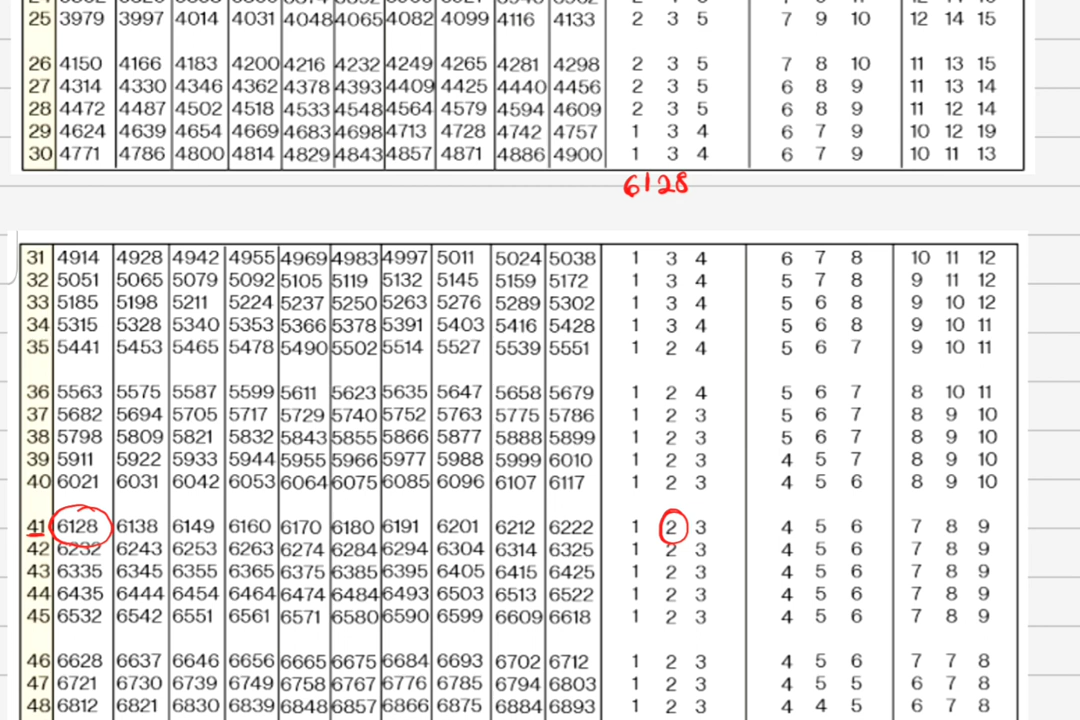 25 3979 3997 4014 4031 4048 4065 4082 4099 4116 4133 2 3 5 7 9 10 12 14 15
26 4150 4166 4183 4200 4216 4232 4249 4265 4281 4298 2 3 5 7 8 10 11 13 15
27 4314 4330 4346 4362 4378 4393 4409 4425 4440 4456 2 3 5 6 8 9 11 13 14
28 4472 4487 4502 4518 4533 4548 4564 4579 4594 4609 2 3 5 6 8 9 11 12 14
29 4624 4639 4654 4669 4683 4698 4713 4728 4742 4757 1 3 4 6 7 9 10 12 19
30 4771 4786 4800 4814 4829 4843 4857 4871 4886 4900 1 3 4 6 7 9 10 11 13
6128
31 4914 4928 4942 4955 4969 4983 4997 5011 5024 5038 1 3 4 6 7 8 10 11 12
32 5051 5065 5079 5092 5105 5119 5132 5145 5159 5172 1 3 4 5 7 8 9 11 12
33 5185 5198 5211 5224 5237 5250 5263 5276 5289 5302 1 3 4 5 6 8 9 10 12
34 5315 5328 5340 5353 5366 5378 5391 5403 5416 5428 1 3 4 5 6 8 9 10 11
35 5441 5453 5465 5478 5490 5502 5514 5527 5539 5551 1 2 4 5 6 7 9 10 11
36 5563 5575 5587 5599 5611 5623 5635 5647 5658 5679 1 2 4 5 6 7 8 10 11
37 5682 5694 5705 5717 5729 5740 5752 5763 5775 5786 1 2 3 5 6 7 8 9 10
38 5798 5809 5821 5832 5843 5855 5866 5877 5888 5899 1 2 3 5 6 7 8 9 10
39 5911 5922 5933 5944 5955 5966 5977 5988 5999 6010 1 2 3 4 5 7 8 9 10
40 6021 6031 6042 6053 6064 6075 6085 6096 6107 6117 1 2 3 4 5 6 8 9 10
41 6128 6138 6149 6160 6170 6180 6191 6201 6212 6222 1 2 3 4 5 6 7 8 9
42 6232 6243 6253 6263 6274 6284 6294 6304 6314 6325 1 2 3 4 5 6 7 8 9
43 6335 6345 6355 6365 6375 6385 6395 6405 6415 6425 1 2 3 4 5 6 7 8 9
44 6435 6444 6454 6464 6474 6484 6493 6503 6513 6522 1 2 3 4 5 6 7 8 9
45 6532 6542 6551 6561 6571 6580 6590 6599 6609 6618 1 2 3 4 5 6 7 8 9
46 6628 6637 6646 6656 6665 6675 6684 6693 6702 6712 1 2 3 4 5 6 7 7 8
47 6721 6730 6739 6749 6758 6767 6776 6785 6794 6803 1 2 3 4 5 5 6 7 8
48 6812 6821 6830 6839 6848 6857 6866 6875 6884 6893 1 2 3 4 4 5 6 7 8